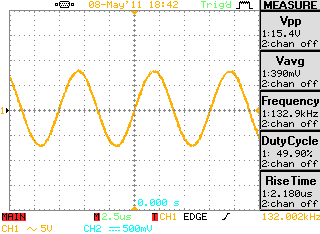 08-May'11 18:42 Trig'd MEASURE
Vpp
1:15.4V
2:chan off
Vavg
1:390mV
2:chan off
Frequency
1:132.9kHz
2:chan off
DutyCycle
1: 49.90%
2:chan off
RiseTime
1:2.180us
2:chan off
1
0.000 s
MAIN M 2.5us T CH1 EDGE 132.002kHz
CH1 ~ 5V CH2 500mV